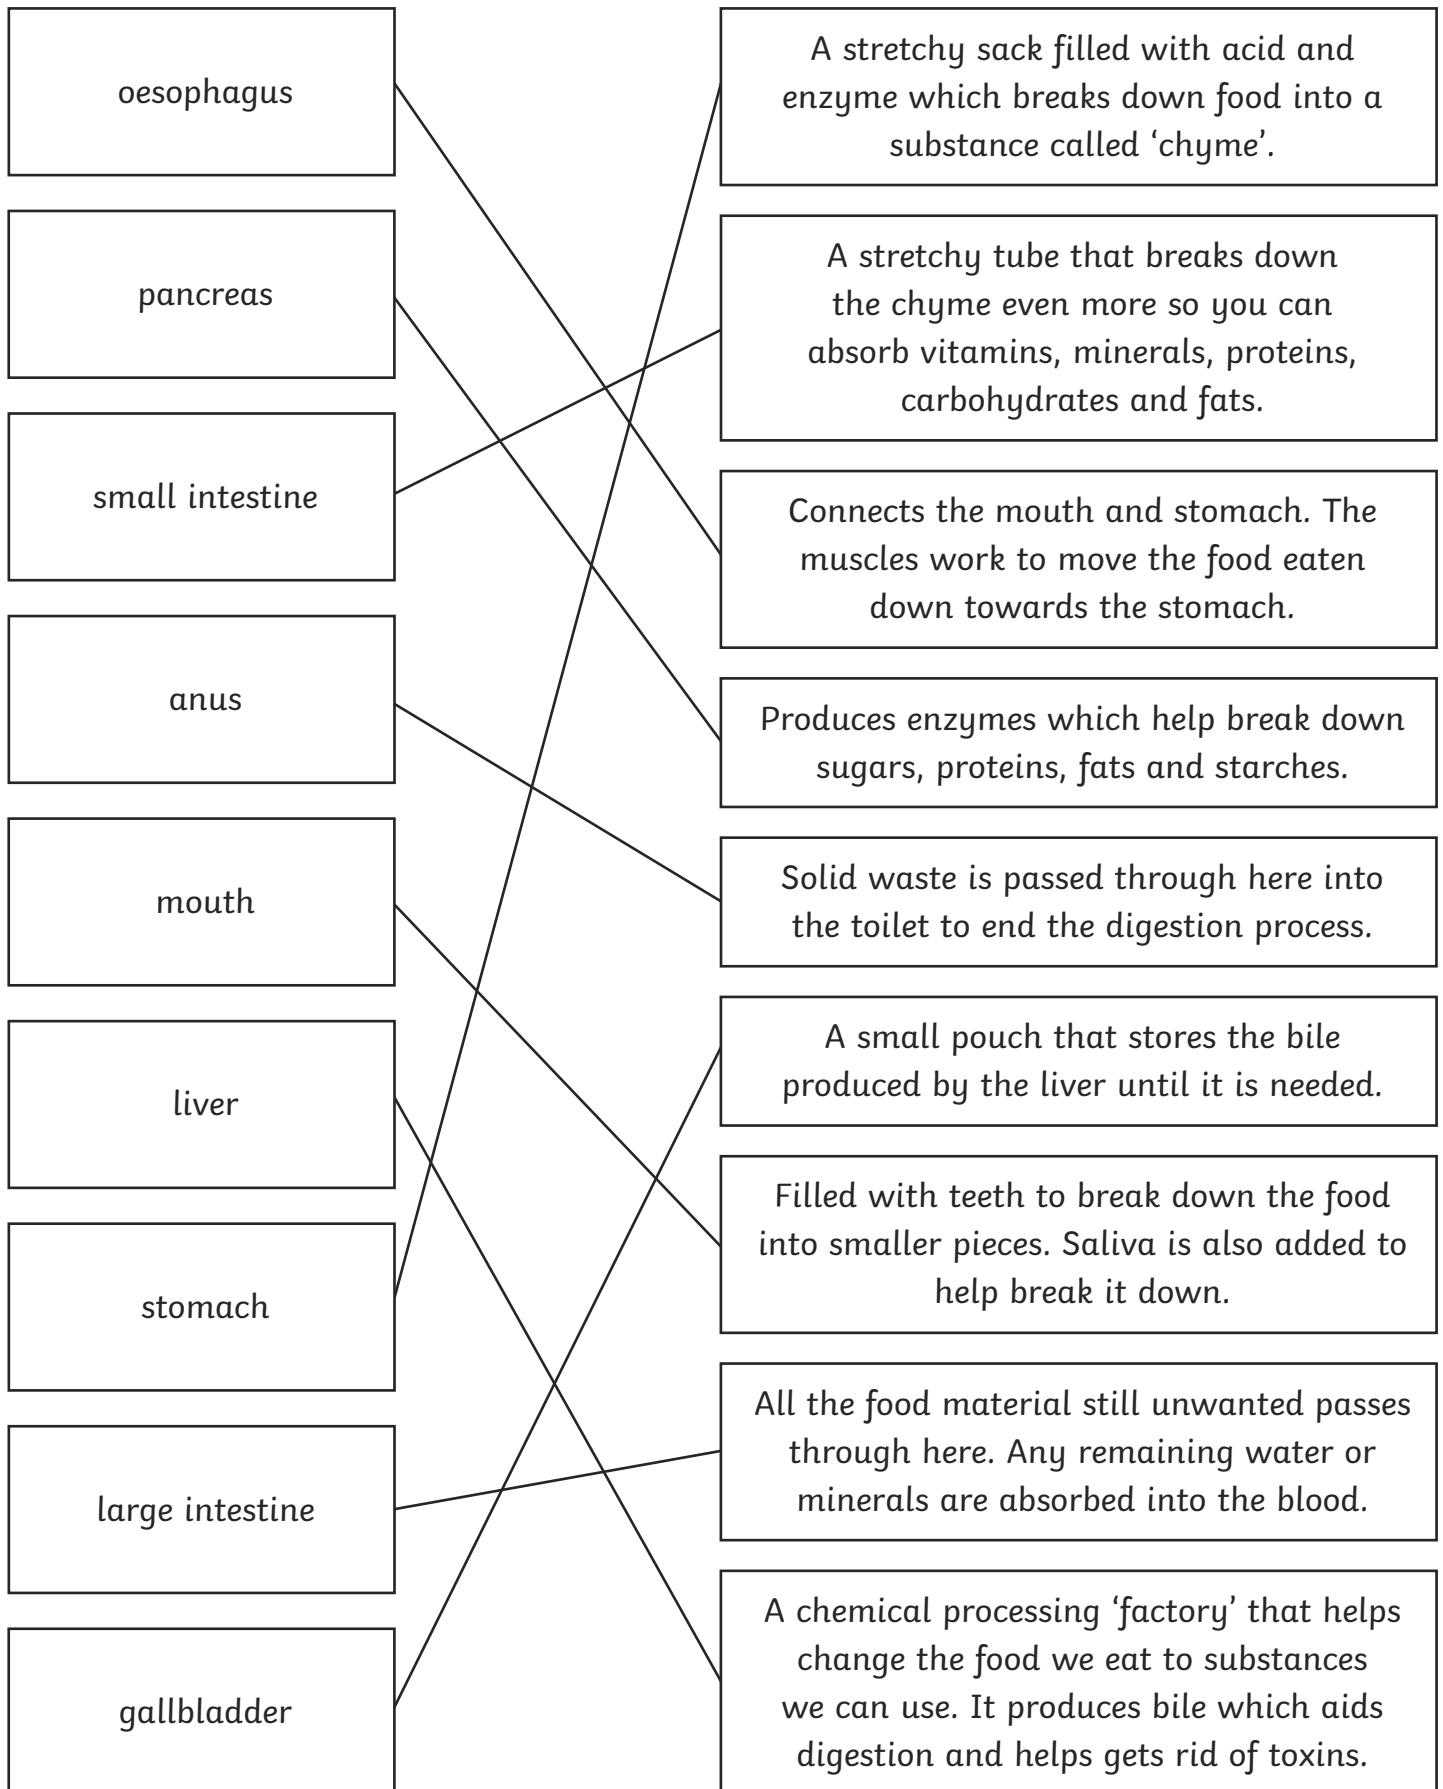 oesophagus
pancreas
small intestine
anus
mouth
liver
stomach
large intestine
gallbladder
A stretchy sack filled with acid and
enzyme which breaks down food into a
substance called ‘chyme’.
A stretchy tube that breaks down
the chyme even more so you can
absorb vitamins, minerals, proteins,
carbohydrates and fats.
Connects the mouth and stomach. The
muscles work to move the food eaten
down towards the stomach.
Produces enzymes which help break down
sugars, proteins, fats and starches.
Solid waste is passed through here into
the toilet to end the digestion process.
A small pouch that stores the bile
produced by the liver until it is needed.
Filled with teeth to break down the food
into smaller pieces. Saliva is also added to
help break it down.
All the food material still unwanted passes
through here. Any remaining water or
minerals are absorbed into the blood.
A chemical processing ‘factory’ that helps
change the food we eat to substances
we can use. It produces bile which aids
digestion and helps gets rid of toxins.